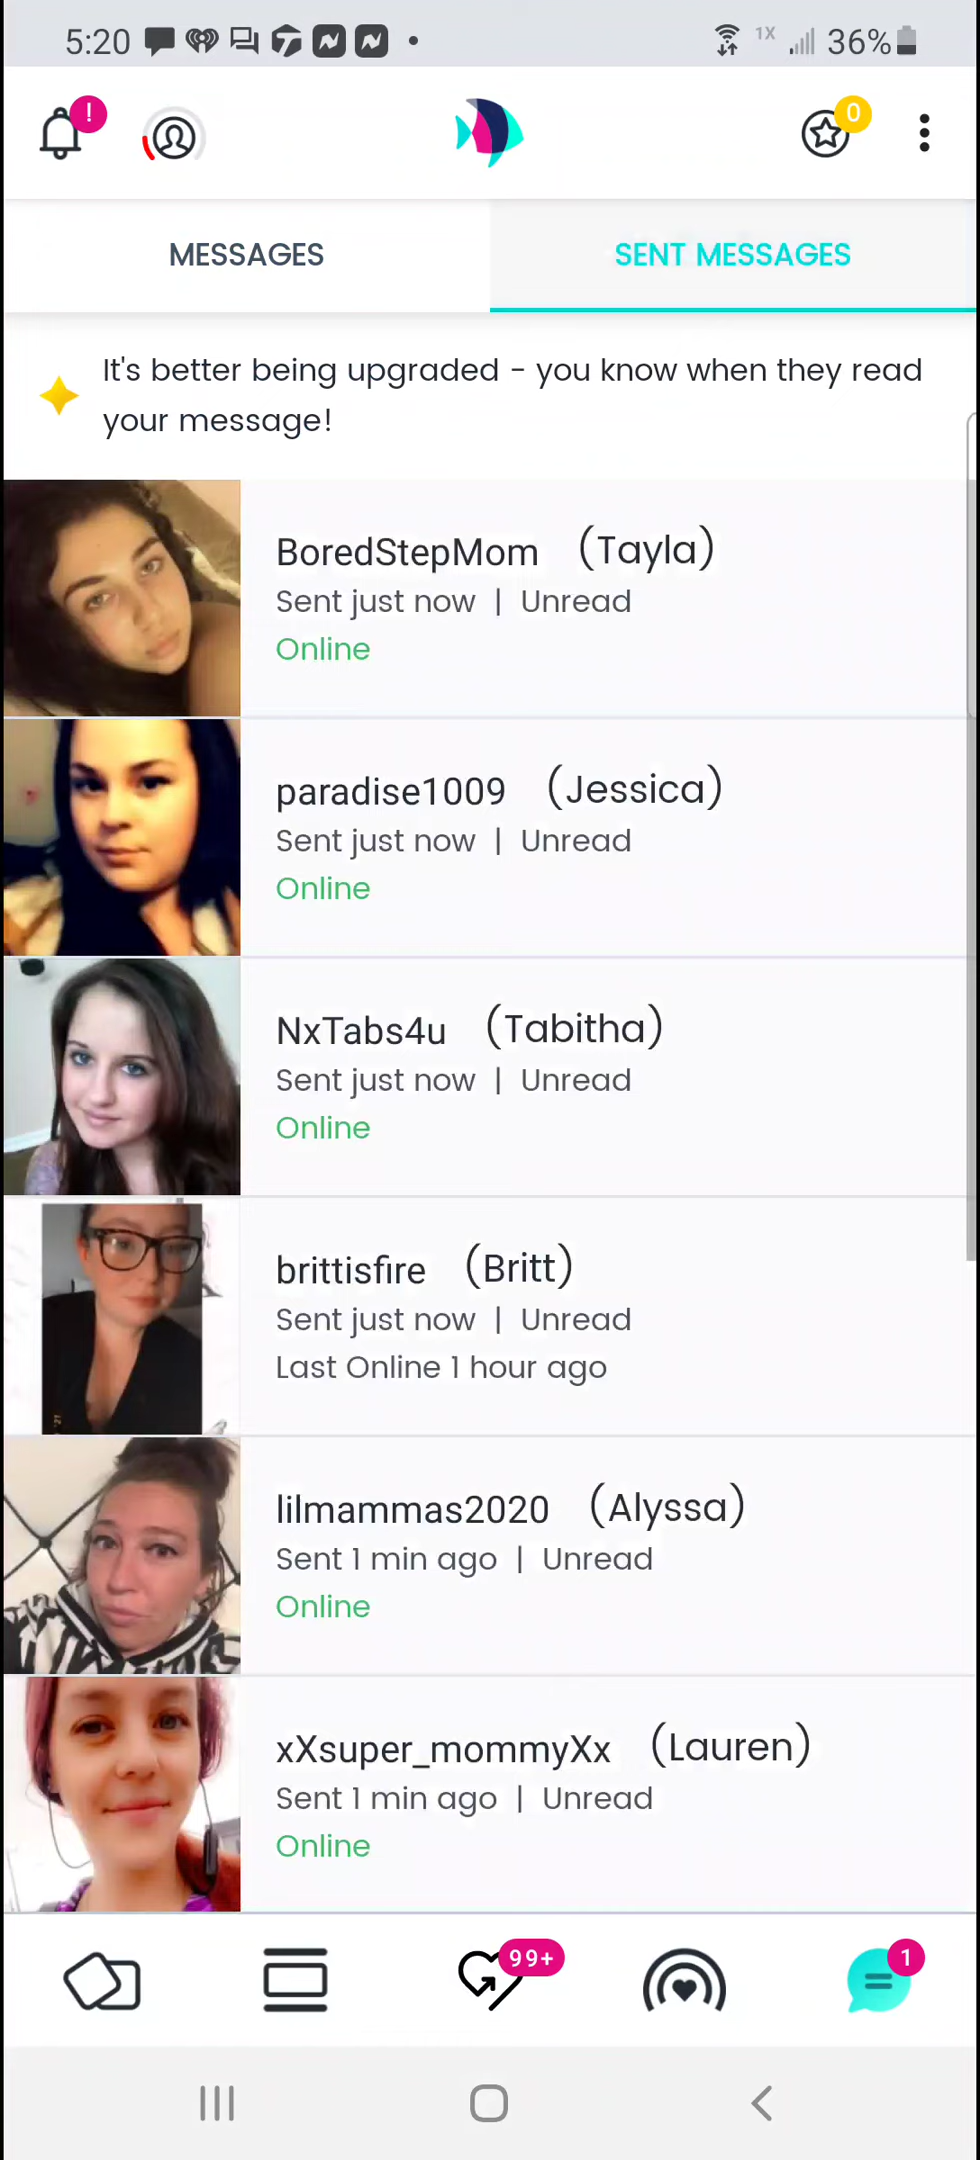 5:20 1X 36%
!
0
MESSAGES SENT MESSAGES
It's better being upgraded - you know when they read
your message!
BoredStepMom (Tayla)
Sent just now | Unread
Online
paradise1009 (Jessica)
Sent just now | Unread
Online
NxTabs4u (Tabitha)
Sent just now | Unread
Online
brittisfire (Britt)
Sent just now | Unread
Last Online 1 hour ago
lilmammas2020 (Alyssa)
Sent 1 min ago | Unread
Online
xXsuper_mommyXx (Lauren)
Sent 1 min ago | Unread
Online
99+ 1